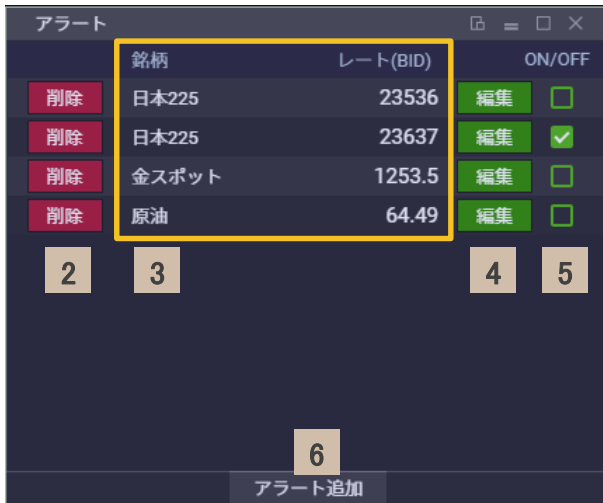 アラート
銘柄 レート(BID) ON/OFF
削除 日本225 23536 編集
削除 日本225 23637 編集
削除 金スポット 1253.5 編集
削除 原油 64.49 編集
2 3 4 5
6
アラート追加